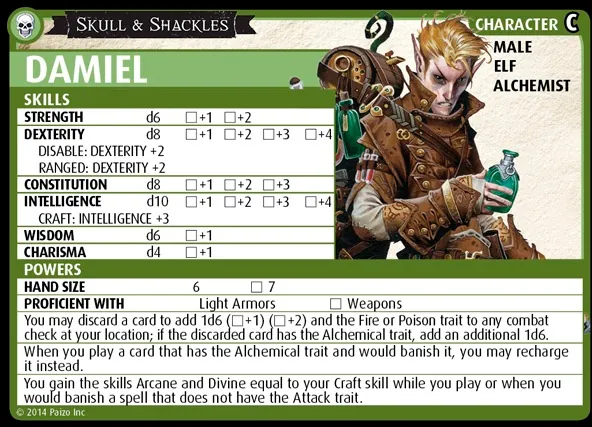 SKULL & SHACKLES
CHARACTER C
MALE
ELF
ALCHEMIST
DAMIEL
SKILLS
STRENGTH d6 □+1 □+2
DEXTERITY d8 □+1 □+2 □+3 □+4
DISABLE: DEXTERITY +2
RANGED: DEXTERITY +2
CONSTITUTION d8 □+1 □+2 □+3
INTELLIGENCE d10 □+1 □+2 □+3 □+4
CRAFT: INTELLIGENCE +3
WISDOM d6 □+1
CHARISMA d4 □+1
POWERS
HAND SIZE 6 □ 7
PROFICIENT WITH Light Armors □ Weapons
You may discard a card to add 1d6 (□+1) (□+2) and the Fire or Poison trait to any combat
check at your location; if the discarded card has the Alchemical trait, add an additional 1d6.
When you play a card that has the Alchemical trait and would banish it, you may recharge
it instead.
You gain the skills Arcane and Divine equal to your Craft skill while you play or when you
would banish a spell that does not have the Attack trait.
© 2014 Paizo Inc